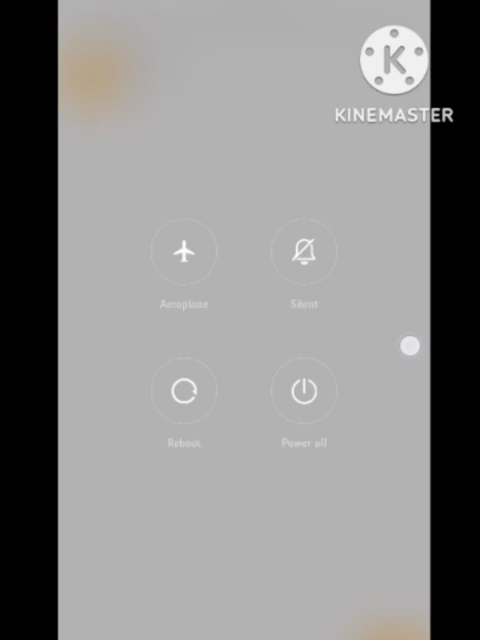 K
KINEMASTER
Aeroplane
Silent
Reboot
Power off